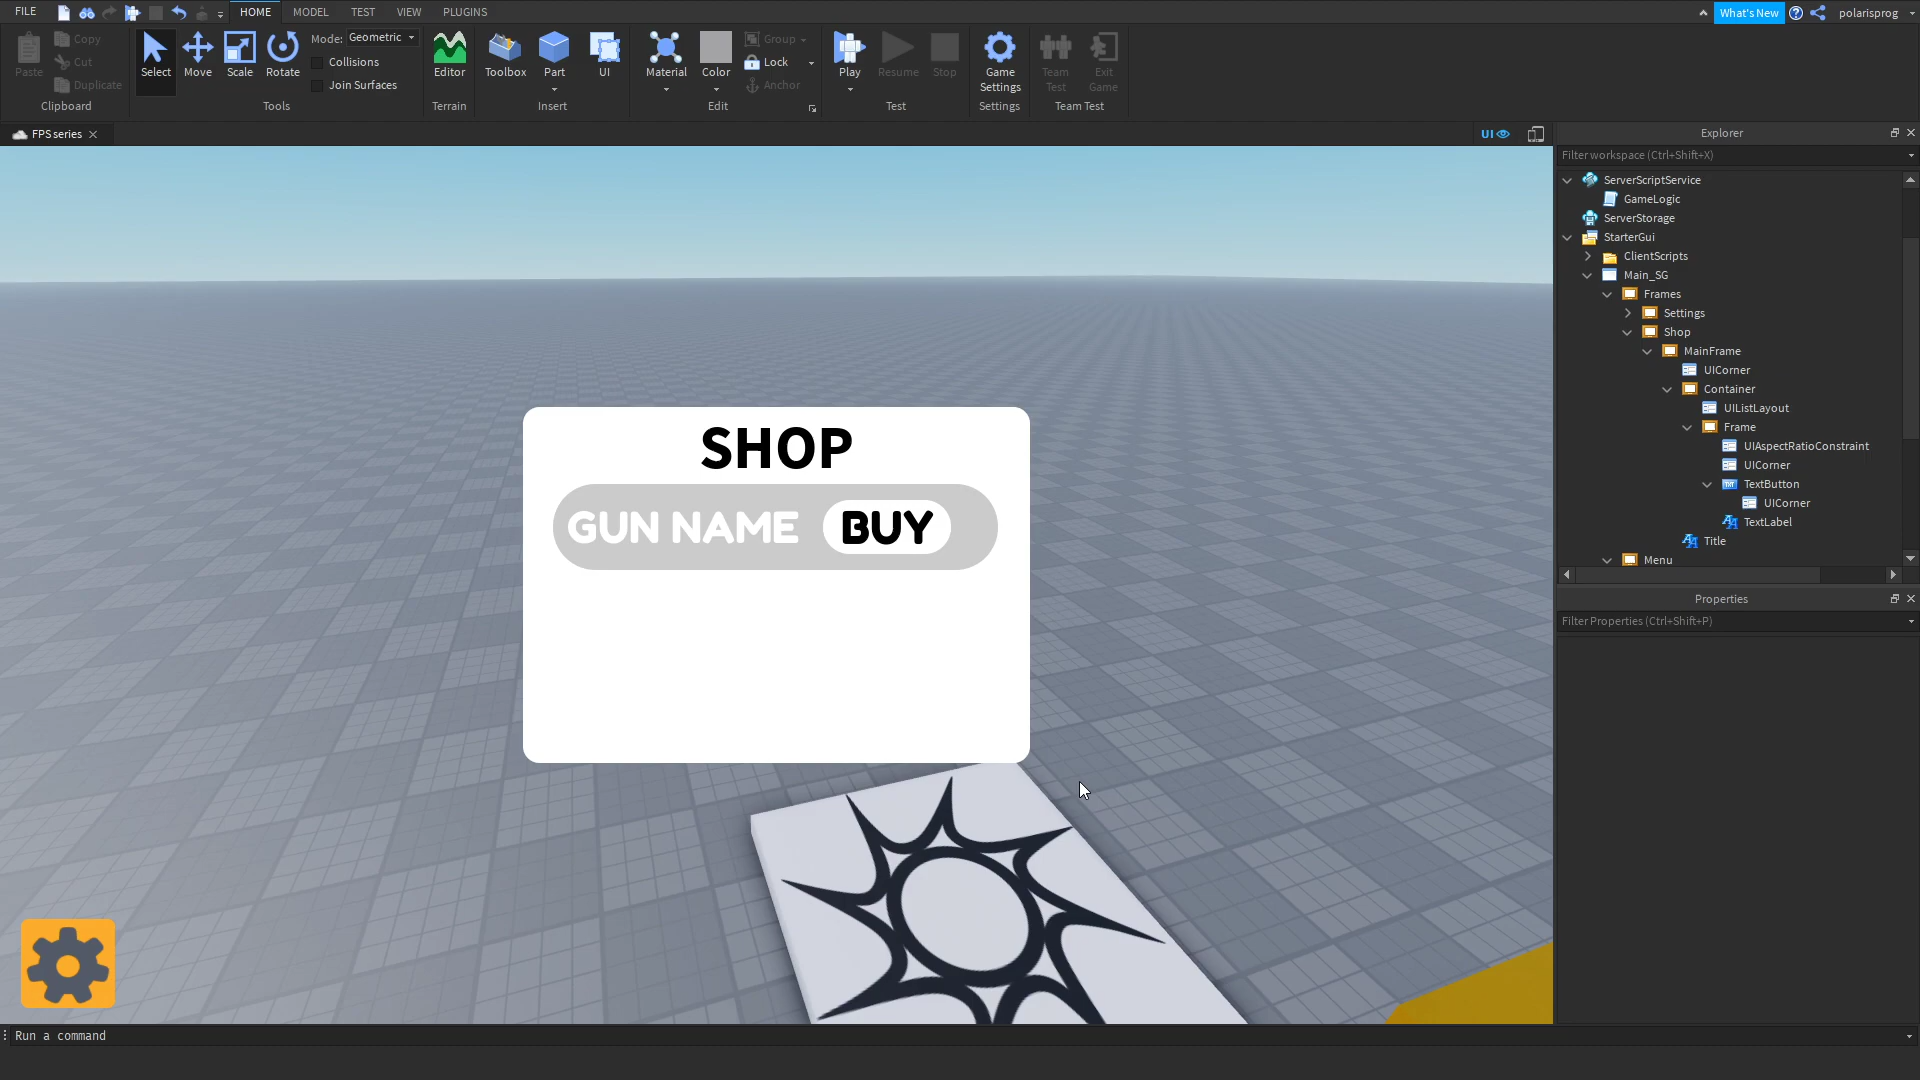 FILE
HOME
MODEL
TEST
VIEW
PLUGINS
What's New
polarisprog
Paste
Copy
Cut
Duplicate
Clipboard
Select
Move
Scale
Rotate
Mode: Geometric
Collisions
Join Surfaces
Tools
Editor
Terrain
Toolbox
Part
UI
Insert
Material
Color
Group
Lock
Anchor
Edit
Play
Resume
Stop
Test
Game
Settings
Settings
Team
Test
Exit
Game
Team Test
FPS series
UI
SHOP
GUN NAME
BUY
Explorer
Filter workspace (Ctrl+Shift+X)
ServerScriptService
GameLogic
ServerStorage
StarterGui
ClientScripts
Main_SG
Frames
Settings
Shop
MainFrame
UICorner
Container
UIListLayout
Frame
UIAspectRatioConstraint
UICorner
TextButton
UICorner
TextLabel
Title
Menu
Properties
Filter Properties (Ctrl+Shift+P)
Run a command